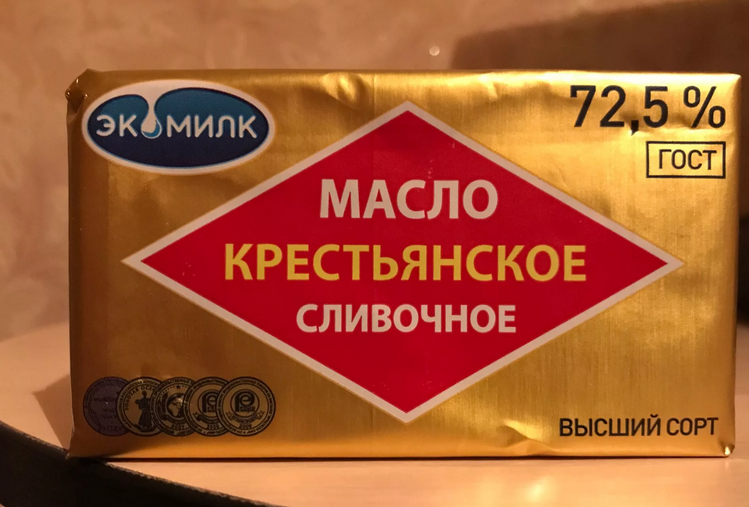 ЭКОМИЛК
72,5 %
ГОСТ
МАСЛО
КРЕСТЬЯНСКОЕ
СЛИВОЧНОЕ
ВЫСШИЙ СОРТ